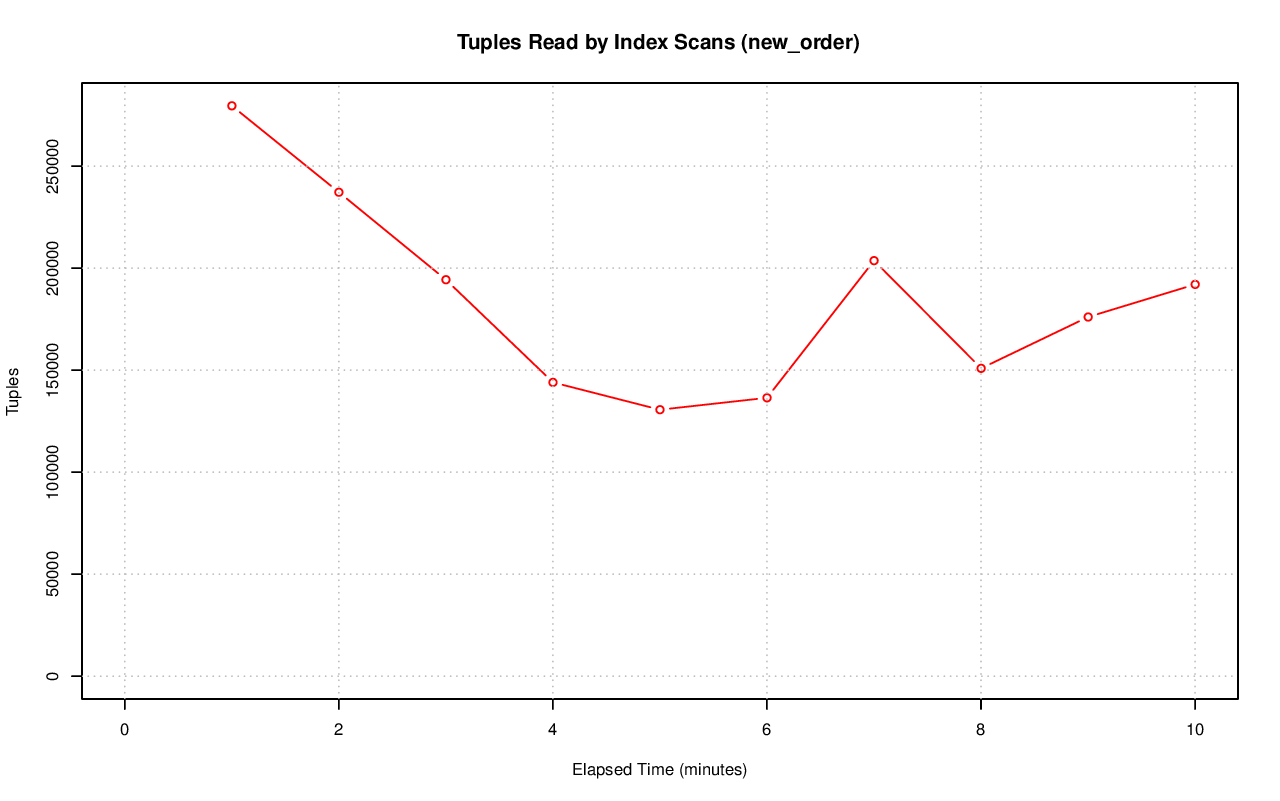 Tuples Read by Index Scans (new_order)
250000
200000
150000
100000
50000
0
Tuples
0 2 4 6 8 10
Elapsed Time (minutes)